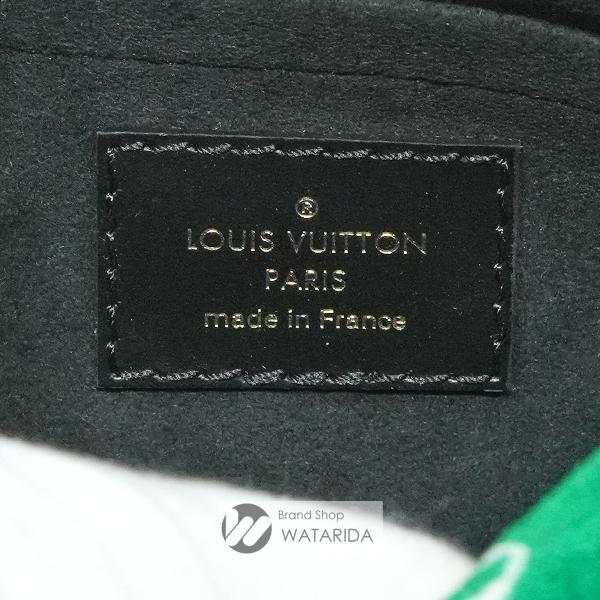 ®
LOUIS VUITTON
PARIS
made in France
Brand Shop
WATARIDA